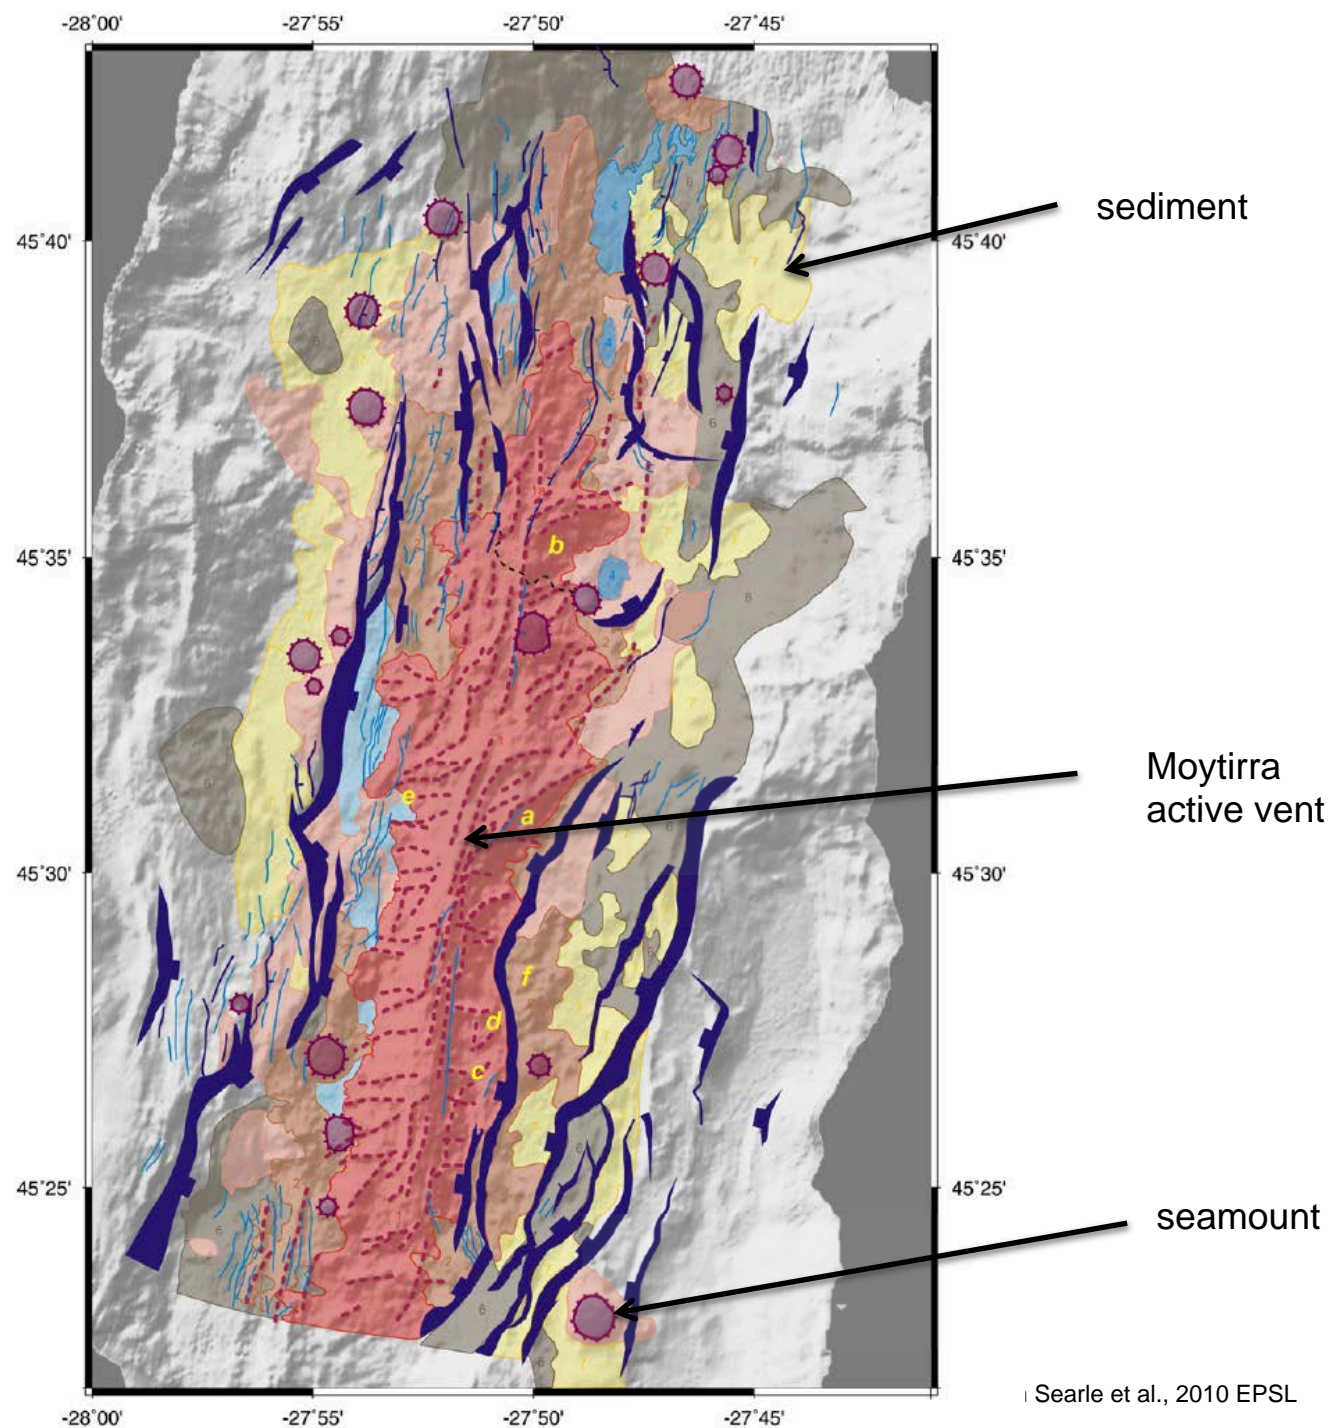 -28°00' -27°55' -27°50' -27°45'
45°40' 45°40'
sediment
45°35' 45°35'
b
Moytirra
active vent
e
a
45°30' 45°30'
f
d
c
45°25' 45°25'
seamount
Searle et al., 2010 EPSL
-28°00' -27°55' -27°50' -27°45'